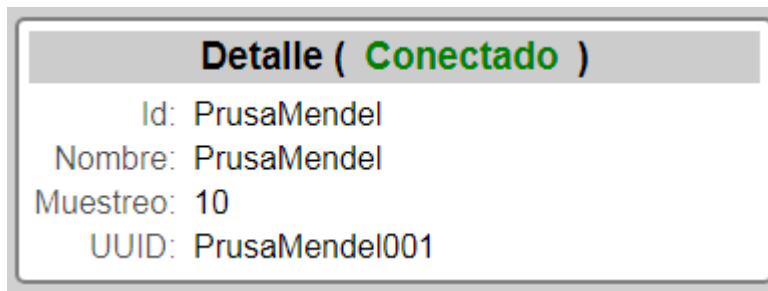 Detalle ( Conectado )
Id: PrusaMendel
Nombre: PrusaMendel
Muestreo: 10
UUID: PrusaMendel001